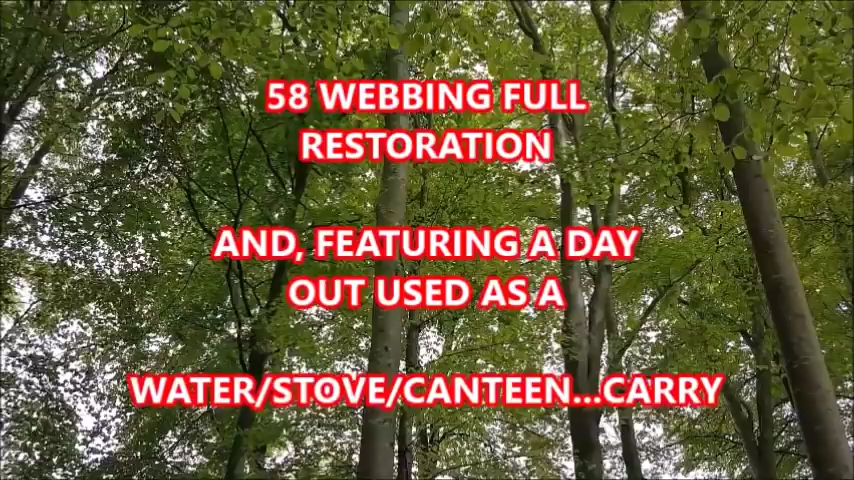 58 WEBBING FULL
RESTORATION
AND, FEATURING A DAY
OUT USED AS A
WATER/STOVE/CANTEEN...CARRY